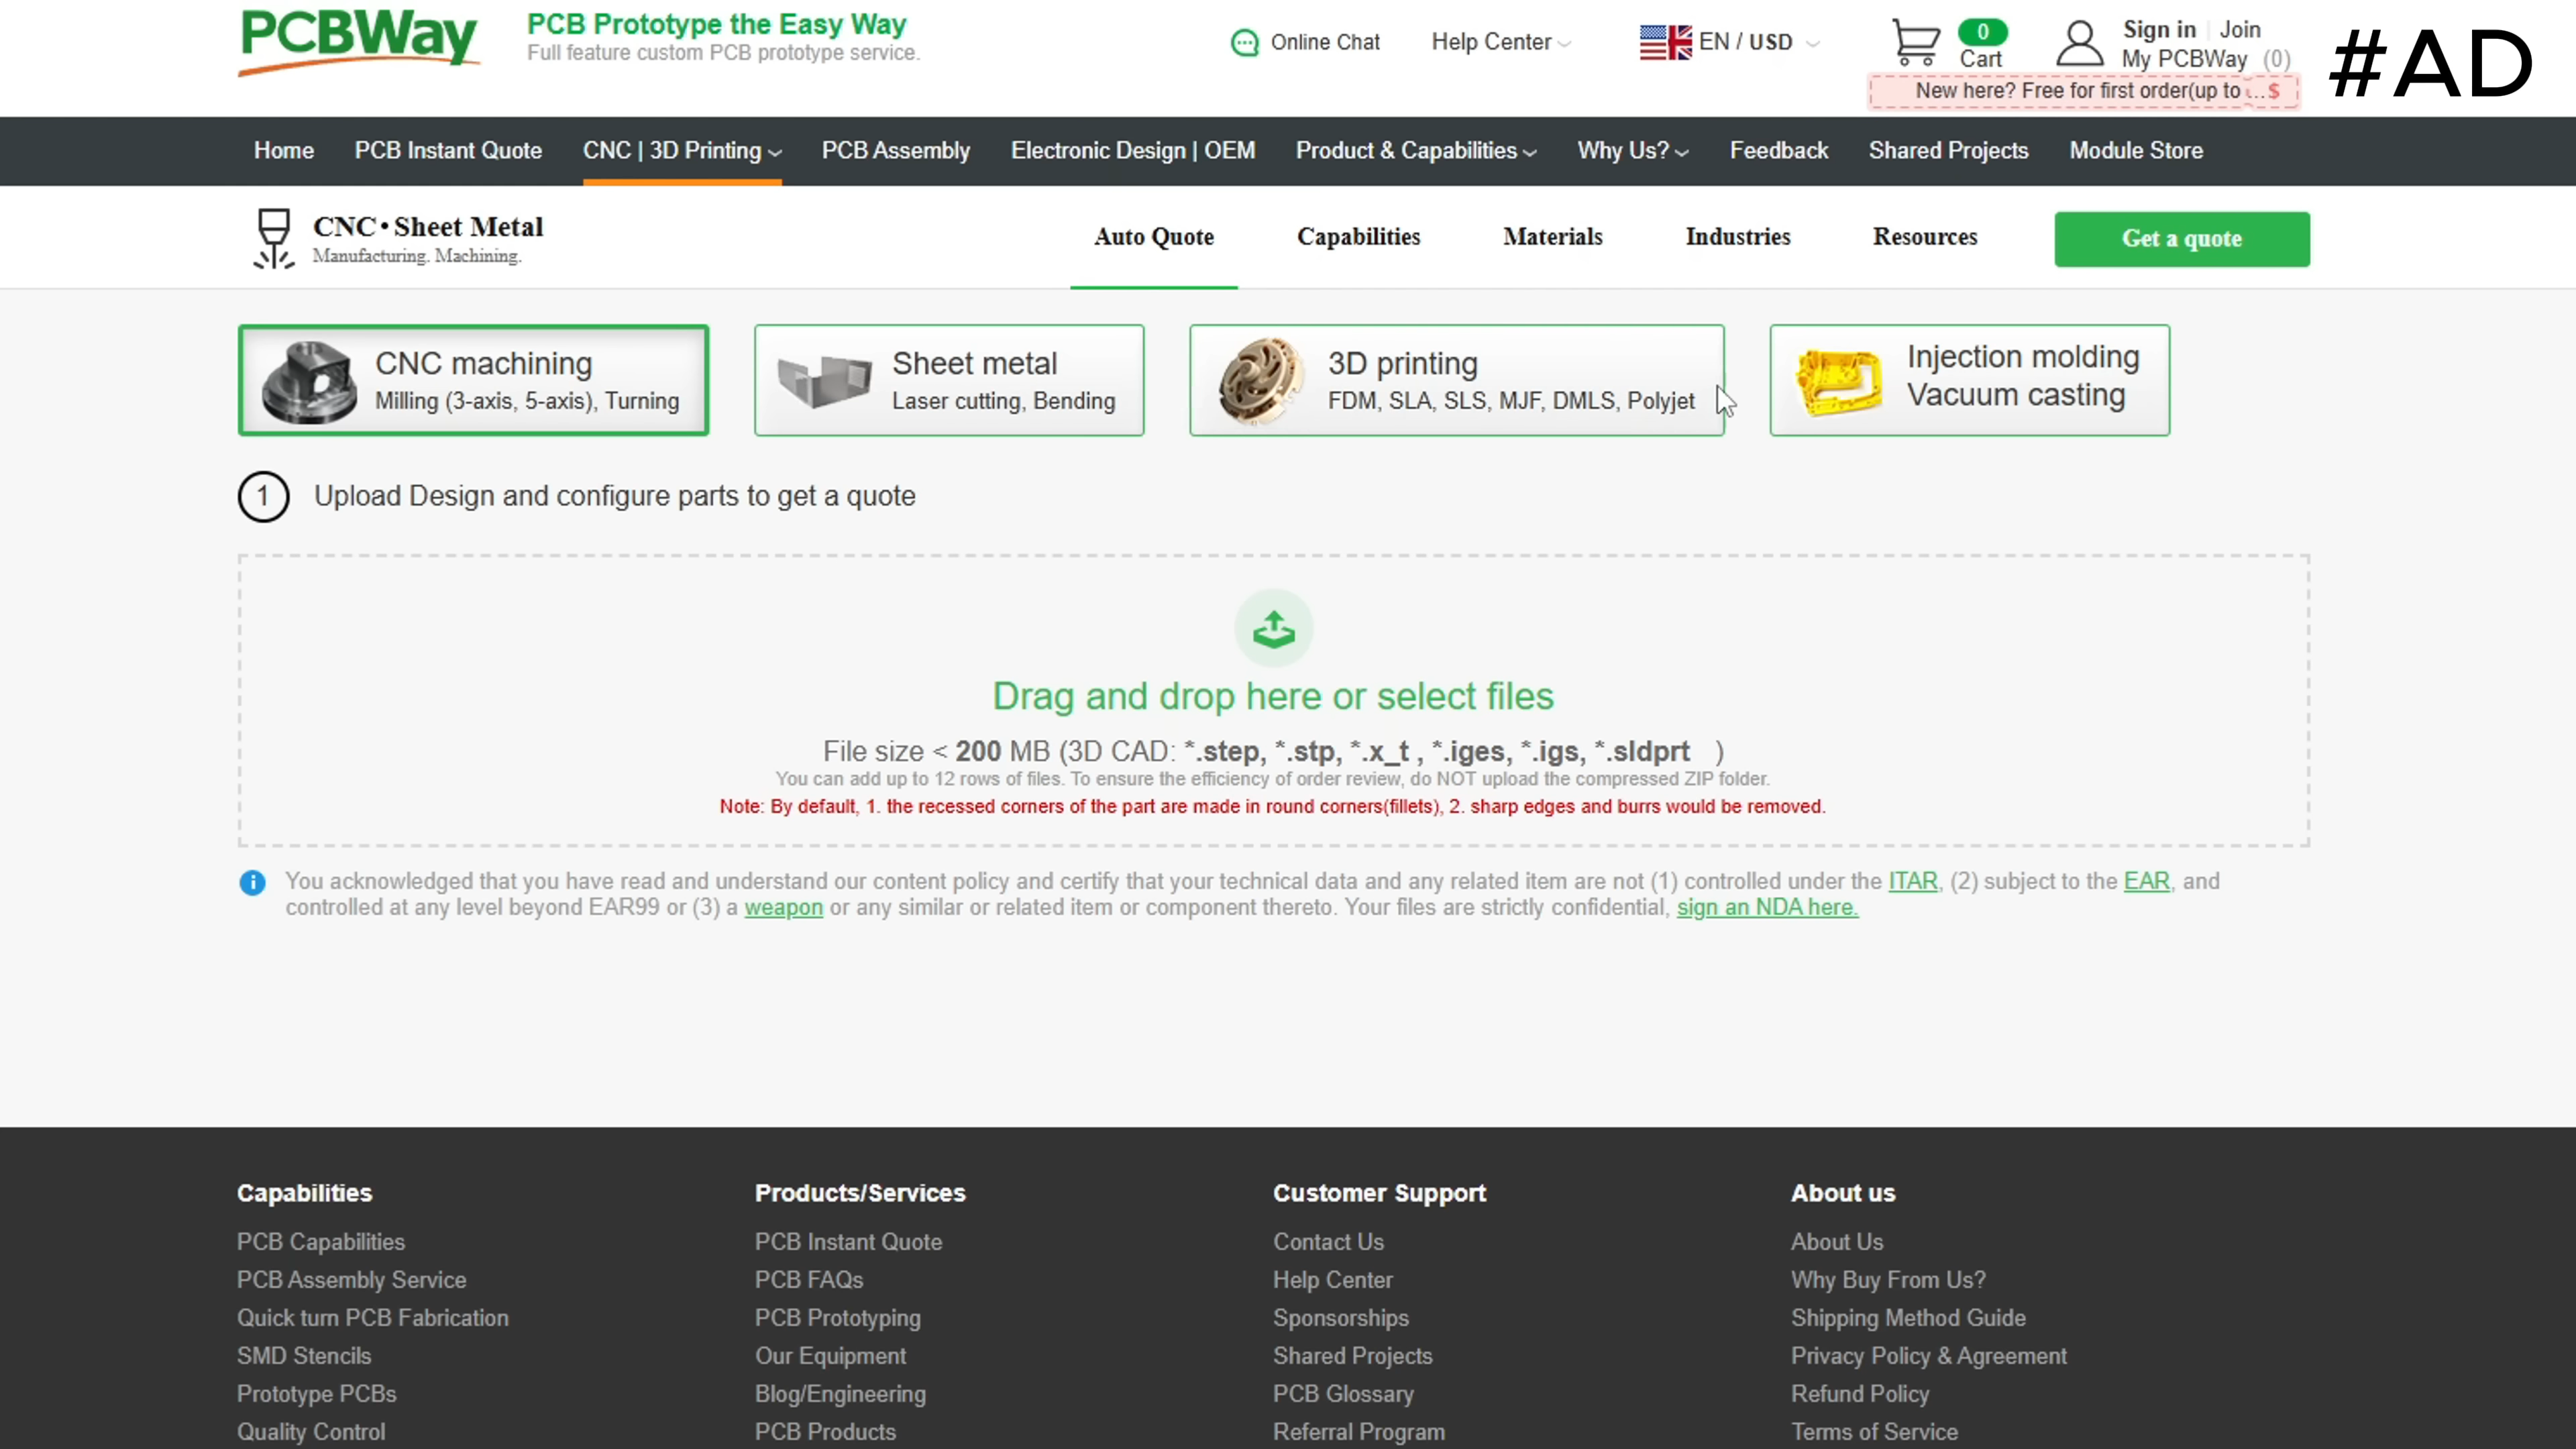 PCBWay
PCB Prototype the Easy Way
Full feature custom PCB prototype service.
Online Chat
Help Center
EN / USD
0
Cart
Sign in | Join
My PCBWay (0)
New here? Free for first order(up to ...$
#AD
Home
PCB Instant Quote
CNC | 3D Printing
PCB Assembly
Electronic Design | OEM
Product & Capabilities
Why Us?
Feedback
Shared Projects
Module Store
CNC • Sheet Metal
Manufacturing. Machining.
Auto Quote
Capabilities
Materials
Industries
Resources
Get a quote
CNC machining
Milling (3-axis, 5-axis), Turning
Sheet metal
Laser cutting, Bending
3D printing
FDM, SLA, SLS, MJF, DMLS, Polyjet
Injection molding
Vacuum casting
1 Upload Design and configure parts to get a quote
Drag and drop here or select files
File size < 200 MB (3D CAD: *.step, *.stp, *.x_t , *.iges, *.igs, *.sldprt )
You can add up to 12 rows of files. To ensure the efficiency of order review, do NOT upload the compressed ZIP folder.
Note: By default, 1. the recessed corners of the part are made in round corners(fillets), 2. sharp edges and burrs would be removed.
You acknowledged that you have read and understand our content policy and certify that your technical data and any related item are not (1) controlled under the ITAR, (2) subject to the EAR, and
controlled at any level beyond EAR99 or (3) a weapon or any similar or related item or component thereto. Your files are strictly confidential, sign an NDA here.
Capabilities
PCB Capabilities
PCB Assembly Service
Quick turn PCB Fabrication
SMD Stencils
Prototype PCBs
Quality Control
Products/Services
PCB Instant Quote
PCB FAQs
PCB Prototyping
Our Equipment
Blog/Engineering
PCB Products
Customer Support
Contact Us
Help Center
Sponsorships
Shared Projects
PCB Glossary
Referral Program
About us
About Us
Why Buy From Us?
Shipping Method Guide
Privacy Policy & Agreement
Refund Policy
Terms of Service